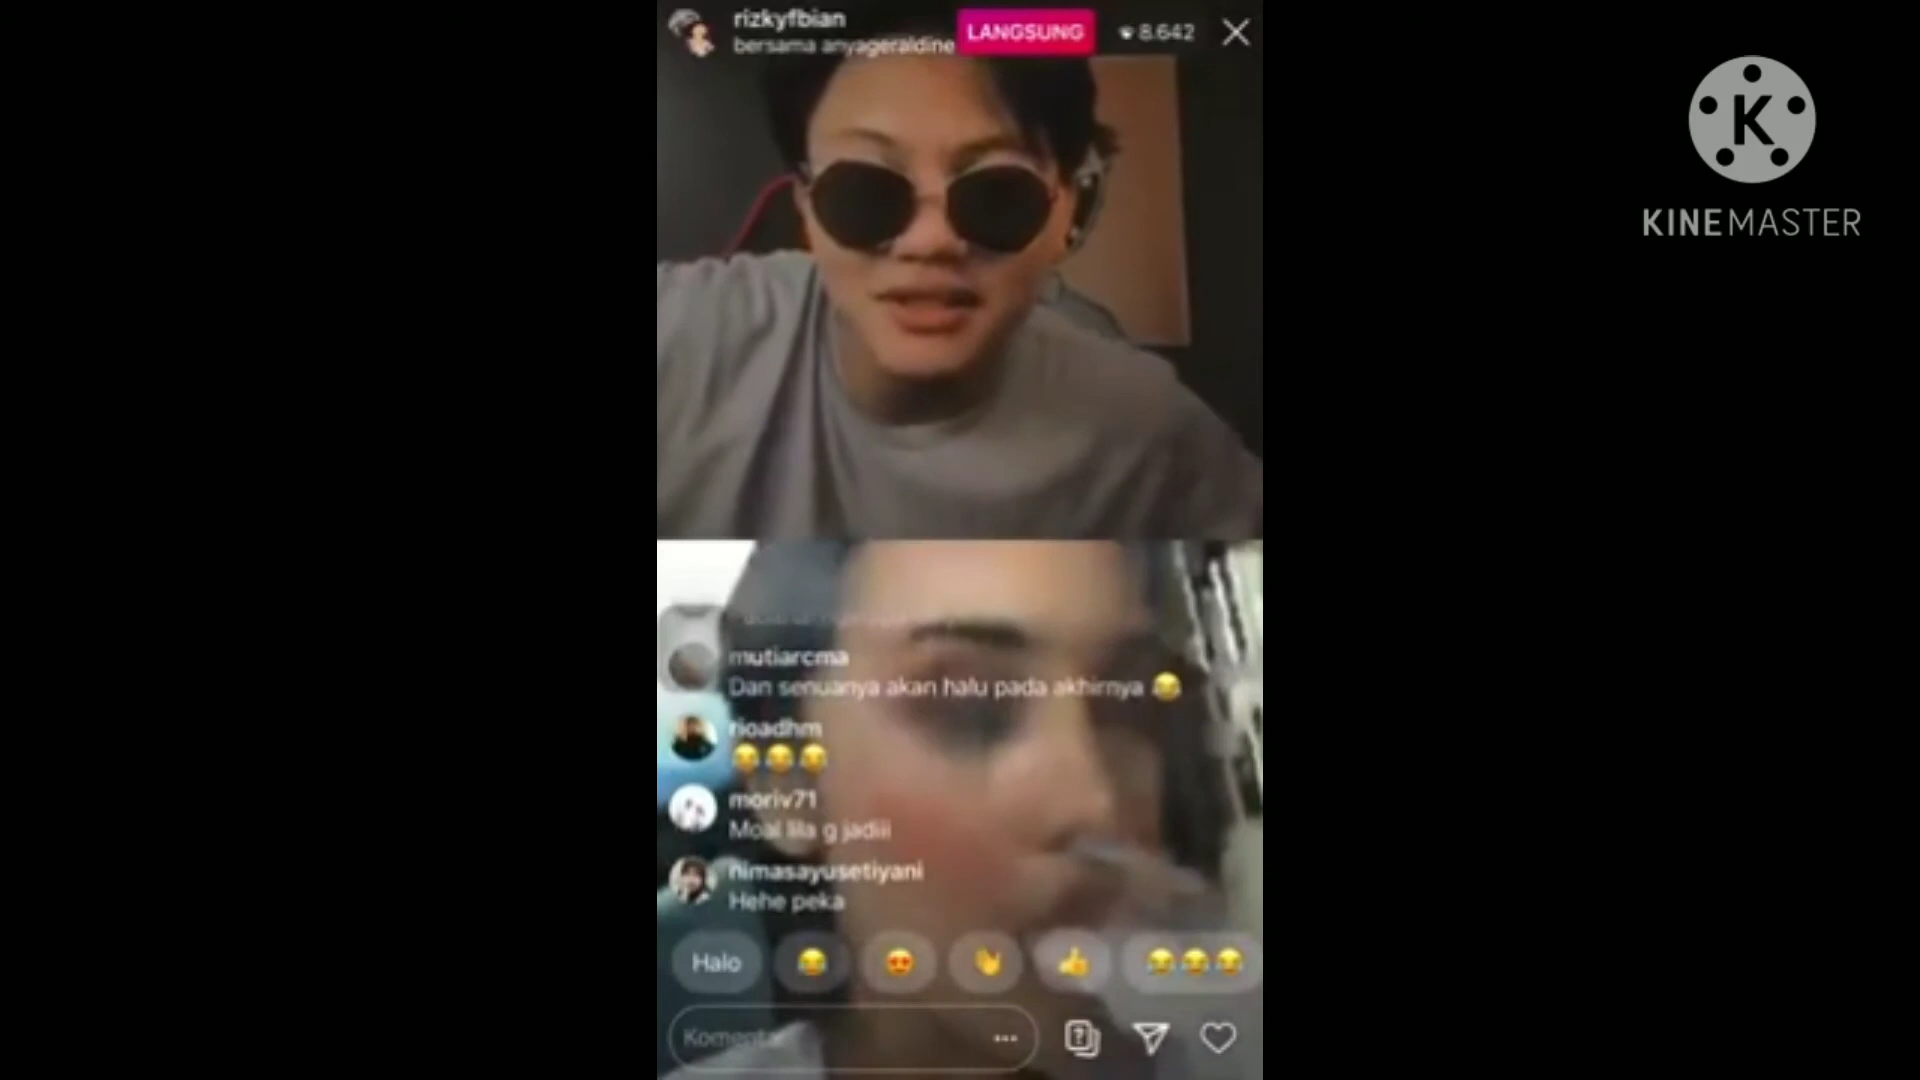 rizkyfbian
bersama anyageraldine
LANGSUNG
8.642
K
KINEMASTER
mutiarcma
Dan senuanya akan halu pada akhirnya 😂
rioadhm
😂😂😂
moriv71
Moal lila g jadiii
nimasayusetiyani
Hehe peka
Halo
😂 😍 👋 👍 😂😂😂
Komentar